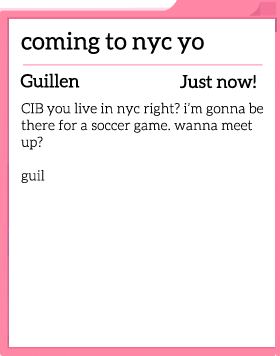 coming to nyc yo
Guillen Just now!
CIB you live in nyc right? i'm gonna be
there for a soccer game. wanna meet
up?
guil